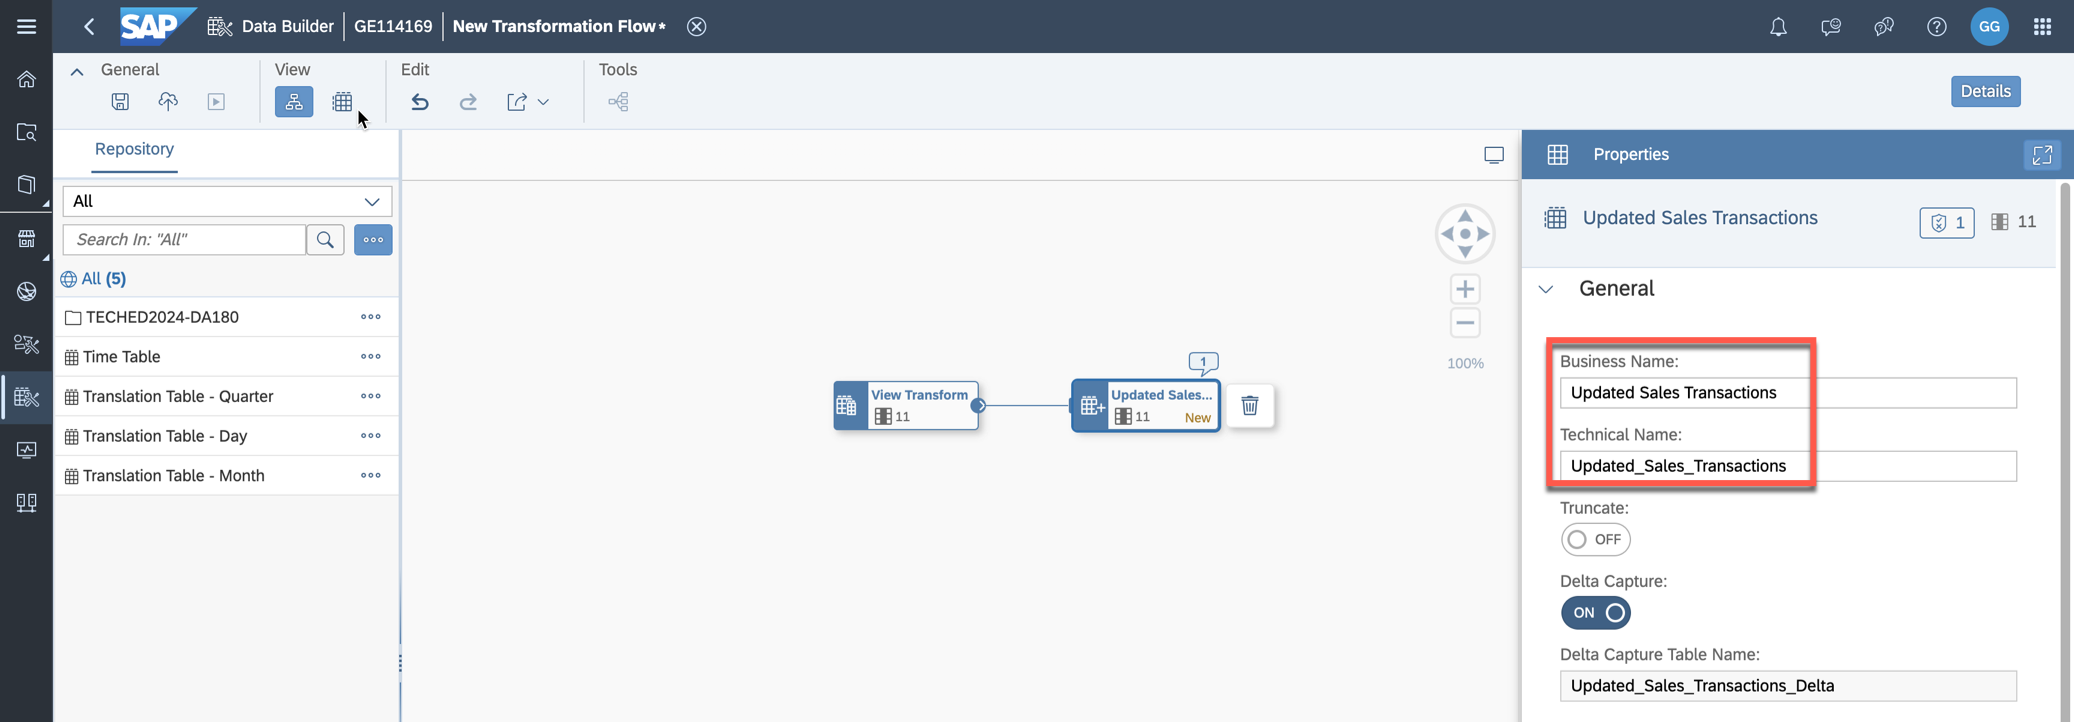 SAP
Data Builder
GE114169
New Transformation Flow*
GG
General
View
Edit
Tools
Details
Repository
All
Search In: "All"
All (5)
TECHED2024-DA180
Time Table
Translation Table - Quarter
Translation Table - Day
Translation Table - Month
100%
View Transform
11
1
Updated Sales...
11
New
Properties
Updated Sales Transactions
1
11
General
Business Name:
Updated Sales Transactions
Technical Name:
Updated_Sales_Transactions
Truncate:
OFF
Delta Capture:
ON
Delta Capture Table Name:
Updated_Sales_Transactions_Delta